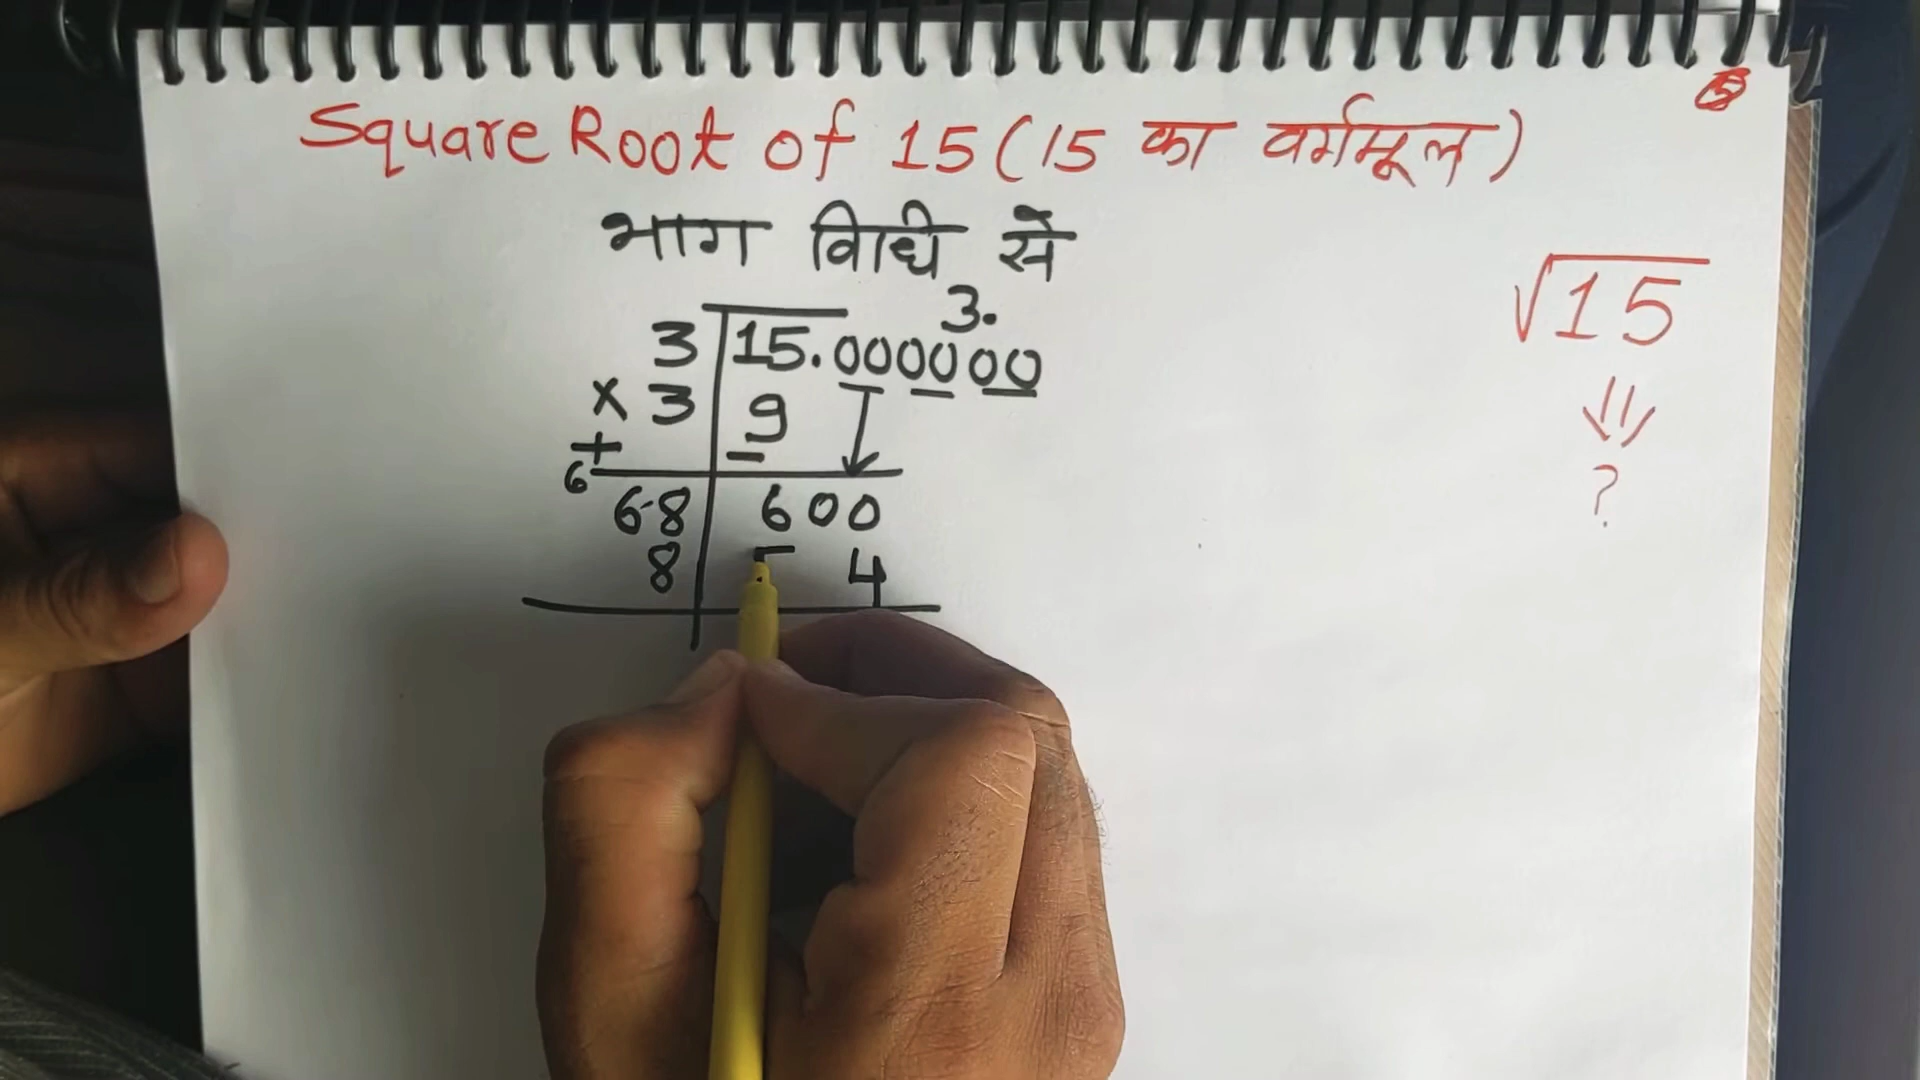 Square Root of 15 (15 का वर्गमूल)
भाग विधि से
√15
3.
3 15.000000
× 3 9
+
6
68 600
8 5 4
?